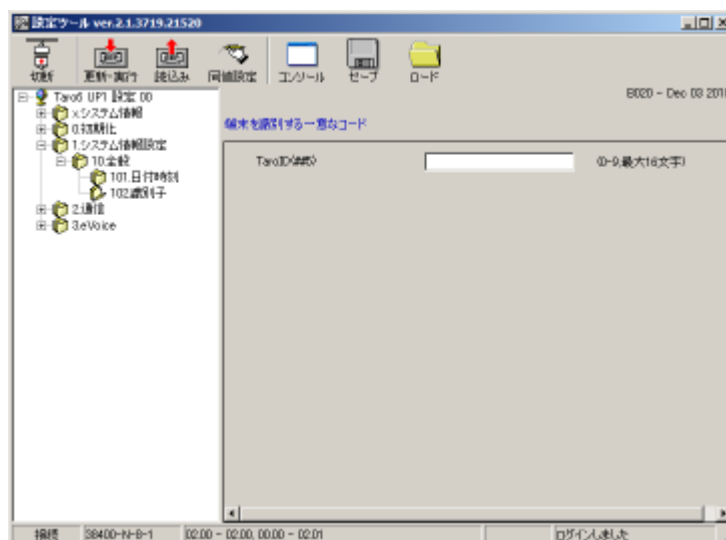 設定ツール ver.2.1.3719.21520
切断 更新・実行 読込み 同値設定 コンソール セーブ ロード
Taro5 UP1 設定 00
x.システム情報
0.初期化
1.システム情報設定
10.全般
101.日付時刻
102.識別子
2.通信
3.eVoice
B020 - Dec 03 201
端末を識別する一意なコード
TaroID(##5) (0-9,最大16文字)
接続 38400-N-8-1 02:00 - 02:00, 00:00 - 02:01 ログインしました